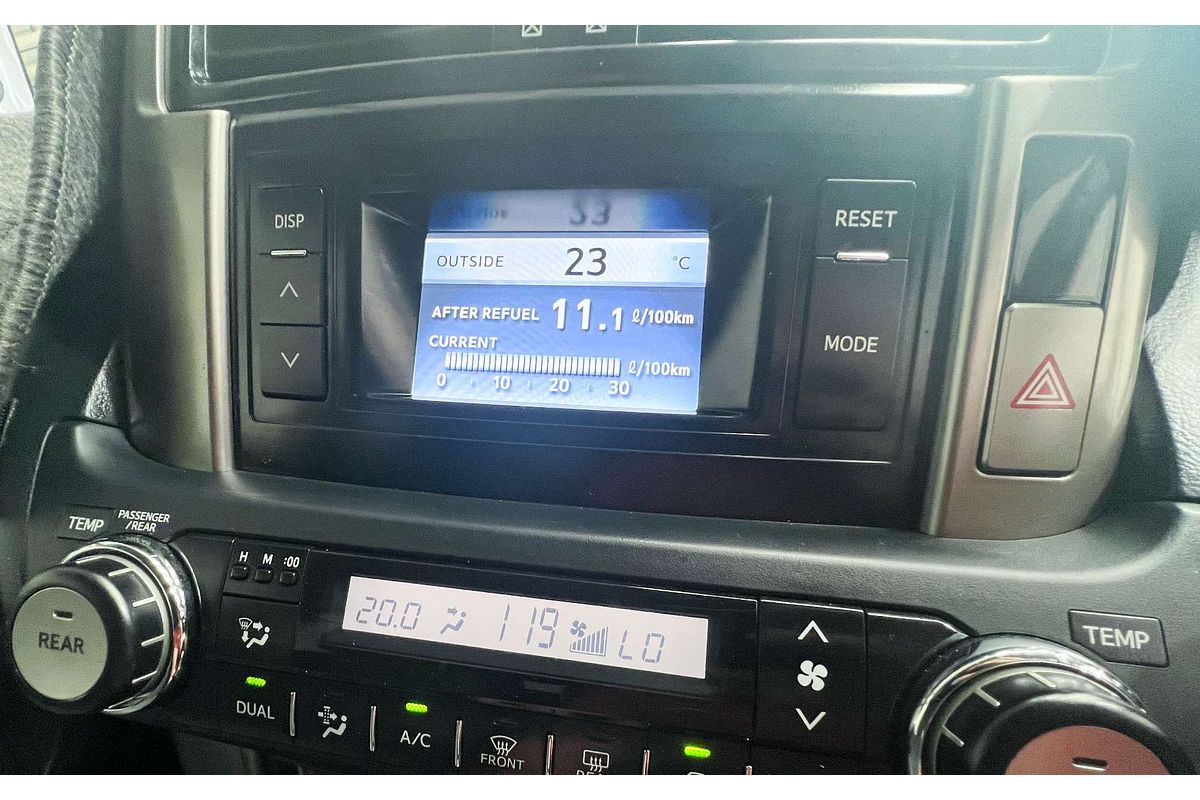 DISP
OUTSIDE 23 °C
AFTER REFUEL 11.1 ℓ/100km
CURRENT
ℓ/100km
0 10 20 30
RESET
MODE
TEMP
PASSENGER
/REAR
REAR
H M :00
20.0 119 LO
TEMP
DUAL
A/C
FRONT